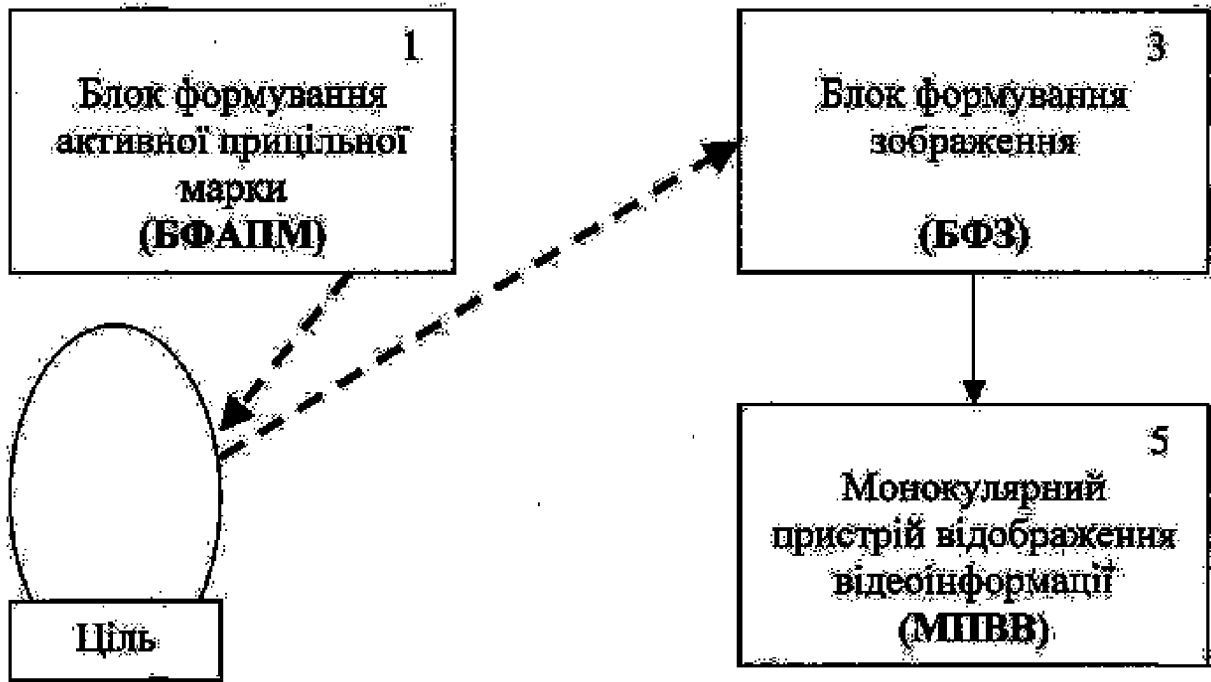 1
Блок формування
активної прицільної
марки
(БФАПМ)
3
Блок формування
зображення
(БФЗ)
Ціль
5
Монокулярний
пристрій відображення
відеоінформації
(МПВВ)